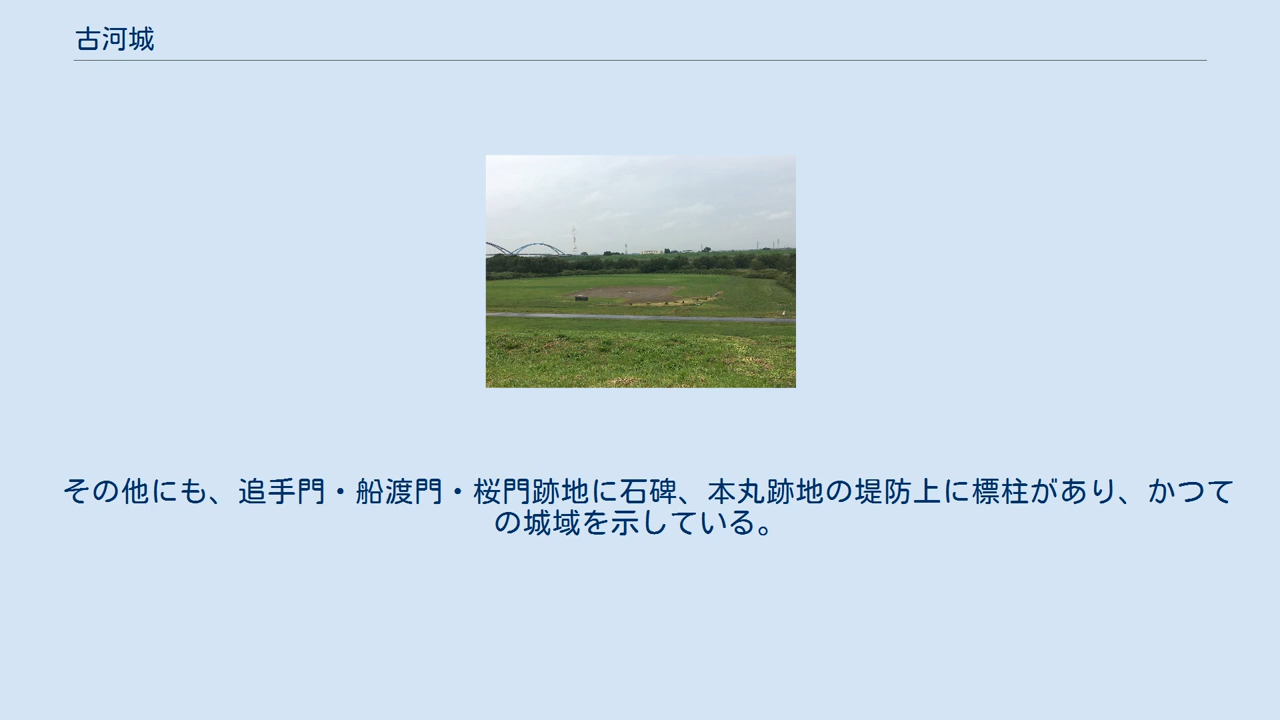 古河城
その他にも、追手門・船渡門・桜門跡地に石碑、本丸跡地の堤防上に標柱があり、かつて
の城域を示している。